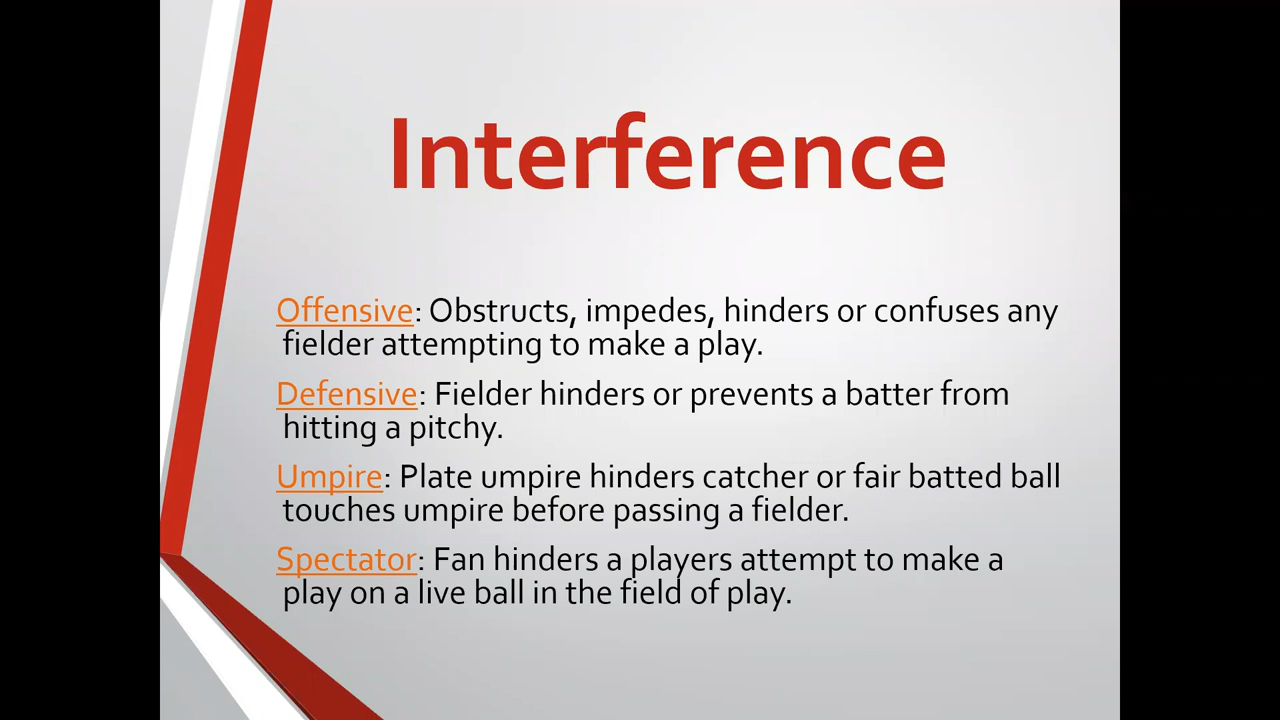 Interference
Offensive: Obstructs, impedes, hinders or confuses any
fielder attempting to make a play.
Defensive: Fielder hinders or prevents a batter from
hitting a pitchy.
Umpire: Plate umpire hinders catcher or fair batted ball
touches umpire before passing a fielder.
Spectator: Fan hinders a players attempt to make a
play on a live ball in the field of play.